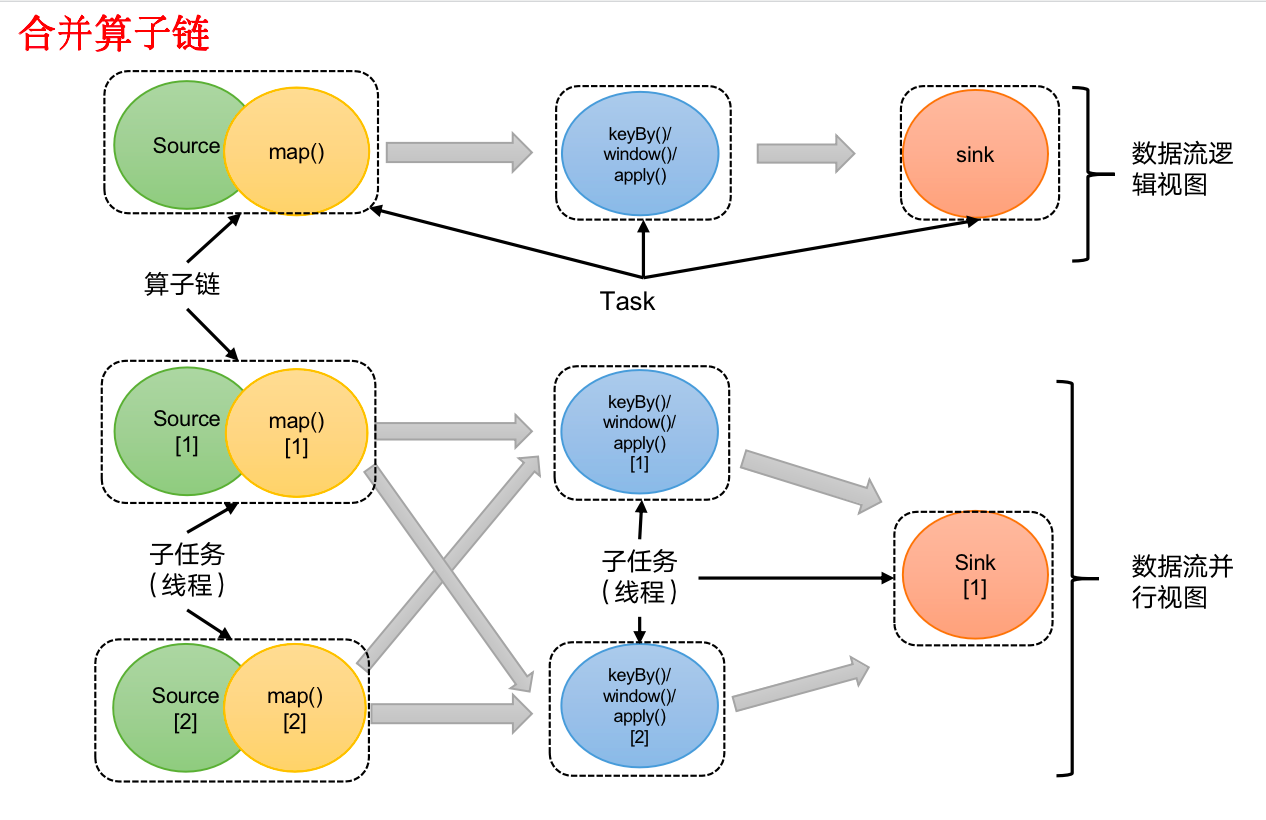 合并算子链
Source
map()
keyBy()/
window()/
apply()
sink
数据流逻
辑视图
算子链
Task
Source
[1]
map()
[1]
keyBy()/
window()/
apply()
[1]
子任务
（线程）
子任务
（线程）
Sink
[1]
数据流并
行视图
Source
[2]
map()
[2]
keyBy()/
window()/
apply()
[2]